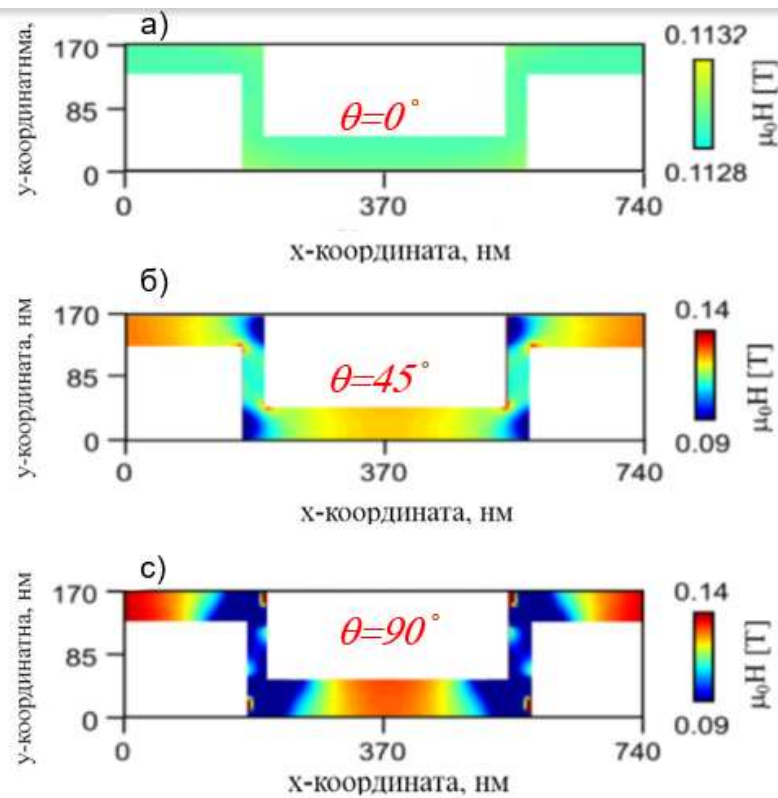 а)
у-координатнма,
170
85
0
θ=0°
0
370
740
х-координата, нм
0.1132
0.1128
μ₀H [T]
б)
у-координата, нм
170
85
0
θ=45°
0
370
740
х-координата, нм
0.14
0.09
μ₀H [T]
с)
у-координатна, нм
170
85
0
θ=90°
0
370
740
х-координата, нм
0.14
0.09
μ₀H [T]